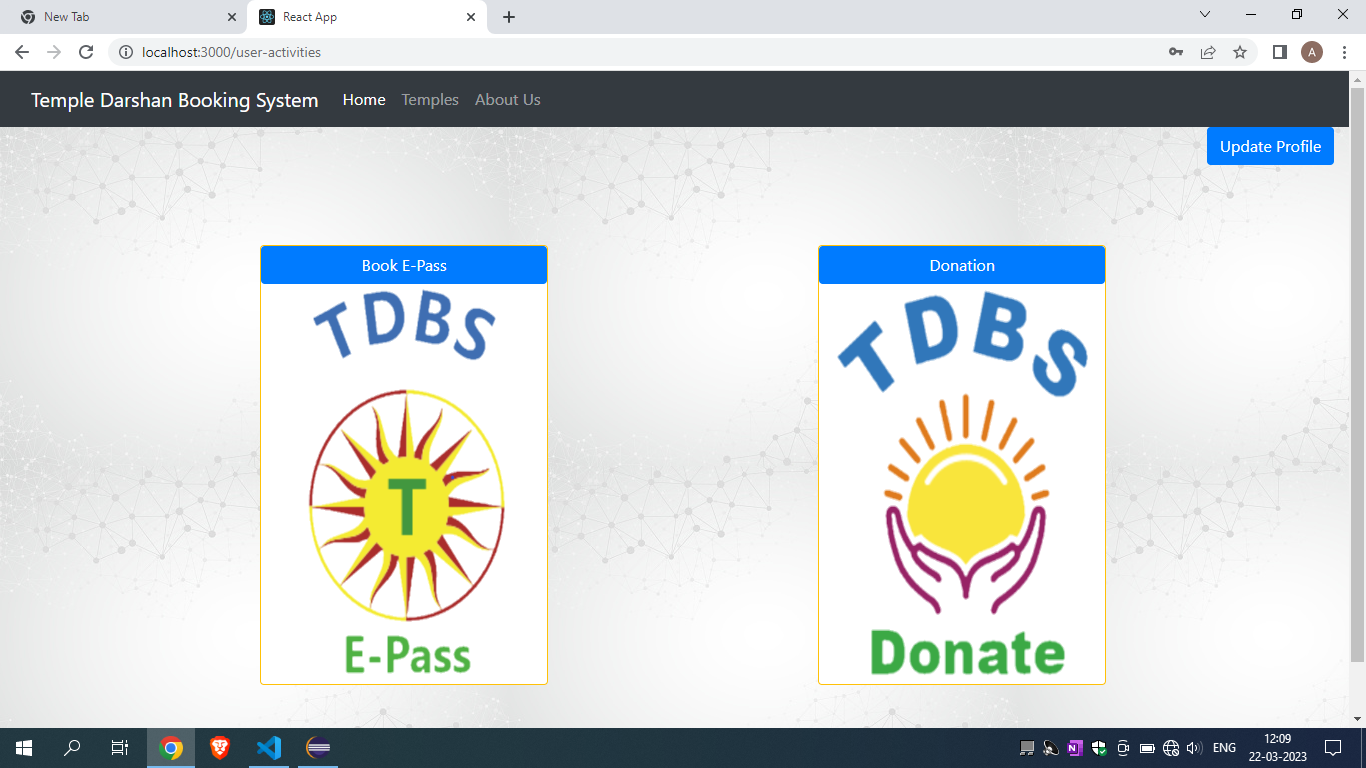 New Tab
React App
localhost:3000/user-activities
A
Temple Darshan Booking System Home Temples About Us
Update Profile
Book E-Pass
TDBS
T
E-Pass
Donation
TDBS
Donate
ENG
12:09
22-03-2023